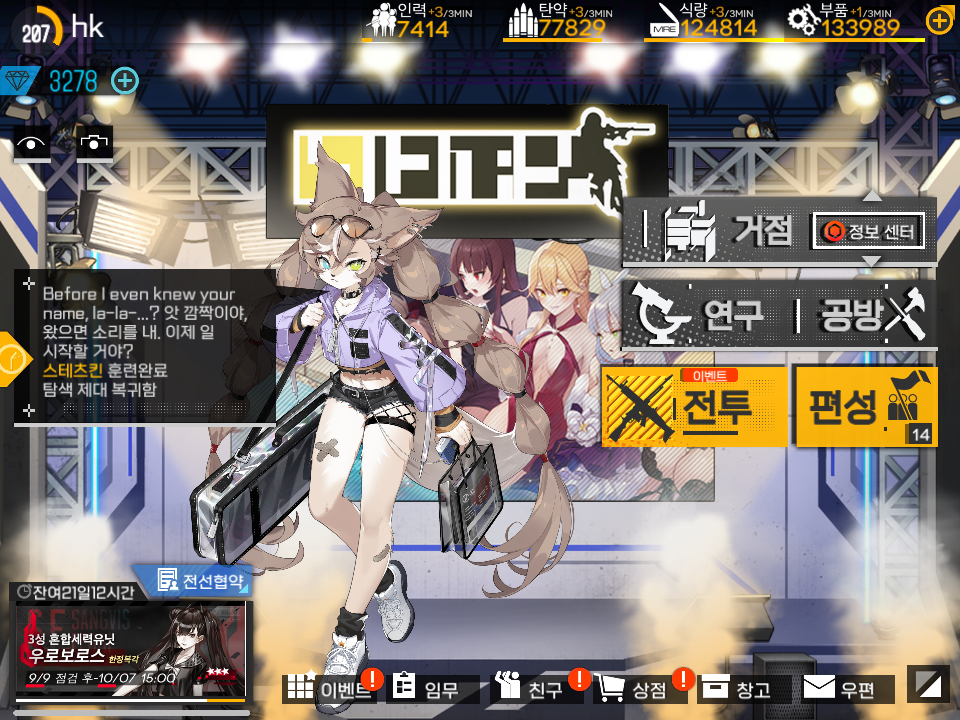 207 hk
인력 +3/3MIN
7414
탄약 +3/3MIN
77829
식량 +3/3MIN
MRE 124814
부품 +1/3MIN
133989
3278
거점
정보 센터
연구
공방
Before I even knew your
name, la-la-...? 앗 깜짝이야,
왔으면 소리를 내. 이제 일
시작할 거야?
스테츠킨 훈련완료
탐색 제대 복귀함
이벤트
전투
편성
14
전선협약
잔여21일12시간
SANGVIS
3성 혼합세력유닛
우로보로스 한정복각
9/9 점검 후-10/07 15:00
이벤트
임무
친구
상점
창고
우편